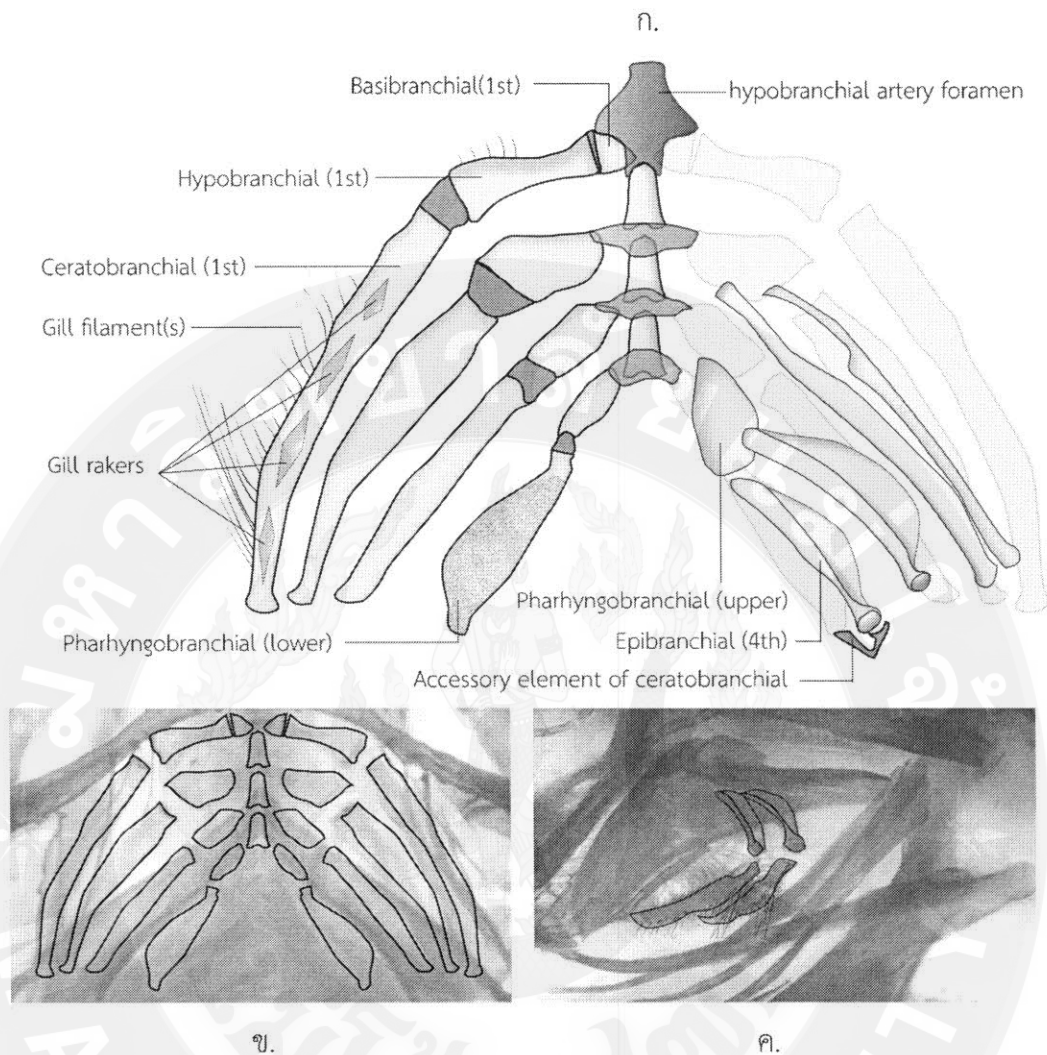 ก.
Basibranchial(1st)
hypobranchial artery foramen
Hypobranchial (1st)
Ceratobranchial (1st)
Gill filament(s)
Gill rakers
Pharhyngobranchial (upper)
Pharhyngobranchial (lower)
Epibranchial (4th)
Accessory element of ceratobranchial
ข.
ค.